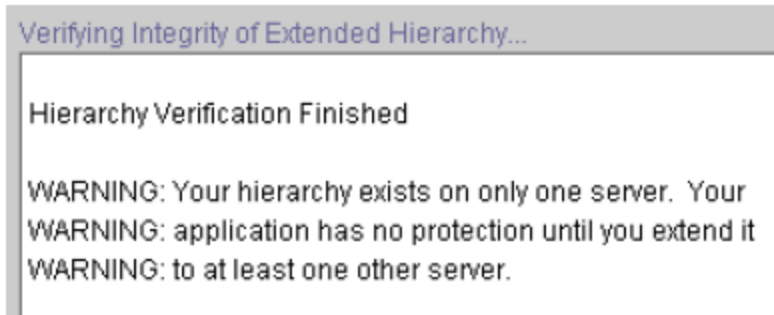 Verifying Integrity of Extended Hierarchy...
Hierarchy Verification Finished
WARNING: Your hierarchy exists on only one server. Your
WARNING: application has no protection until you extend it
WARNING: to at least one other server.